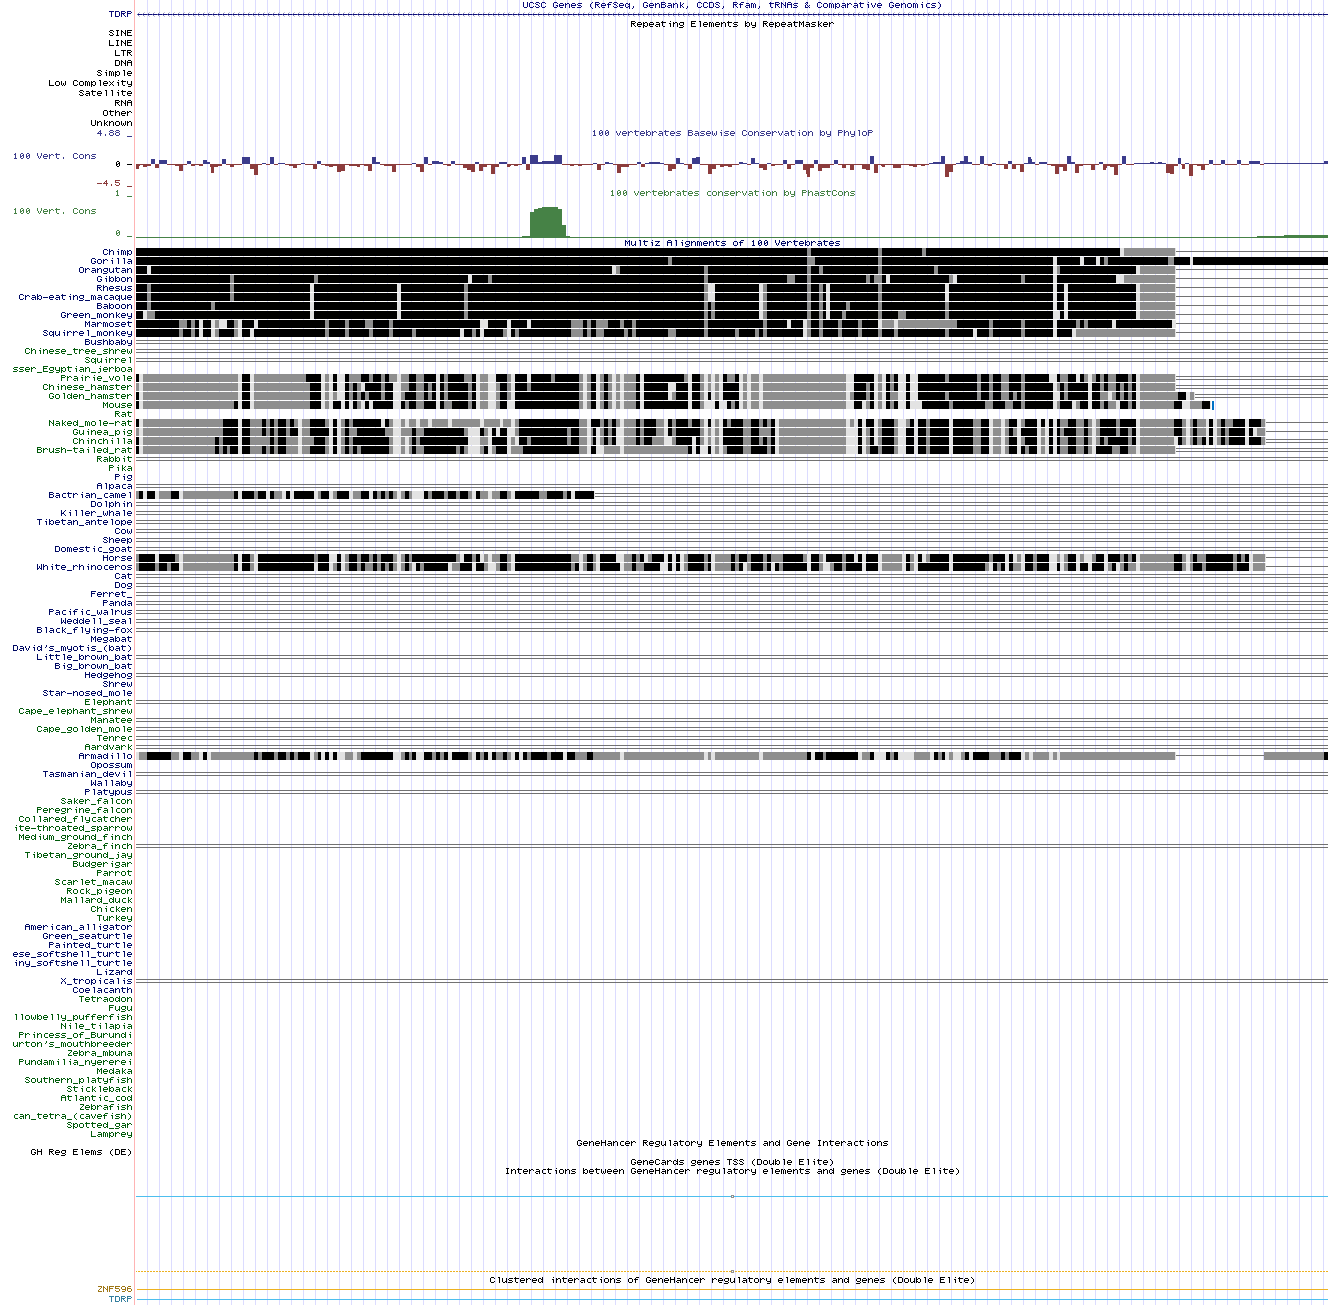 UCSC Genes (RefSeq, GenBank, CCDS, Rfam, tRNAs & Comparative Genomics)
TDRP
Repeating Elements by RepeatMasker
SINE
LINE
LTR
DNA
Simple
Low Complexity
Satellite
RNA
Other
Unknown
4.88 _
100 vertebrates Basewise Conservation by PhyloP
100 Vert. Cons
0 _
-4.5 _
100 vertebrates conservation by PhastCons
1 _
100 Vert. Cons
0 _
Multiz Alignments of 100 Vertebrates
Chimp
Gorilla
Orangutan
Gibbon
Rhesus
Crab-eating_macaque
Baboon
Green_monkey
Marmoset
Squirrel_monkey
Bushbaby
Chinese_tree_shrew
Squirrel
sser_Egyptian_jerboa
Prairie_vole
Chinese_hamster
Golden_hamster
Mouse
Rat
Naked_mole-rat
Guinea_pig
Chinchilla
Brush-tailed_rat
Rabbit
Pika
Pig
Alpaca
Bactrian_camel
Dolphin
Killer_whale
Tibetan_antelope
Cow
Sheep
Domestic_goat
Horse
White_rhinoceros
Cat
Dog
Ferret_
Panda
Pacific_walrus
Weddell_seal
Black_flying-fox
Megabat
David's_myotis_(bat)
Little_brown_bat
Big_brown_bat
Hedgehog
Shrew
Star-nosed_mole
Elephant
Cape_elephant_shrew
Manatee
Cape_golden_mole
Tenrec
Aardvark
Armadillo
Opossum
Tasmanian_devil
Wallaby
Platypus
Saker_falcon
Peregrine_falcon
Collared_flycatcher
ite-throated_sparrow
Medium_ground_finch
Zebra_finch
Tibetan_ground_jay
Budgerigar
Parrot
Scarlet_macaw
Rock_pigeon
Mallard_duck
Chicken
Turkey
American_alligator
Green_seaturtle
Painted_turtle
ese_softshell_turtle
iny_softshell_turtle
Lizard
X_tropicalis
Coelacanth
Tetraodon
Fugu
llowbelly_pufferfish
Nile_tilapia
Princess_of_Burundi
urton's_mouthbreeder
Zebra_mbuna
Pundamilia_nyererei
Medaka
Southern_platyfish
Stickleback
Atlantic_cod
Zebrafish
can_tetra_(cavefish)
Spotted_gar
Lamprey
GeneHancer Regulatory Elements and Gene Interactions
GH Reg Elems (DE)
GeneCards genes TSS (Double Elite)
Interactions between GeneHancer regulatory elements and genes (Double Elite)
Clustered interactions of GeneHancer regulatory elements and genes (Double Elite)
ZNF596
TDRP